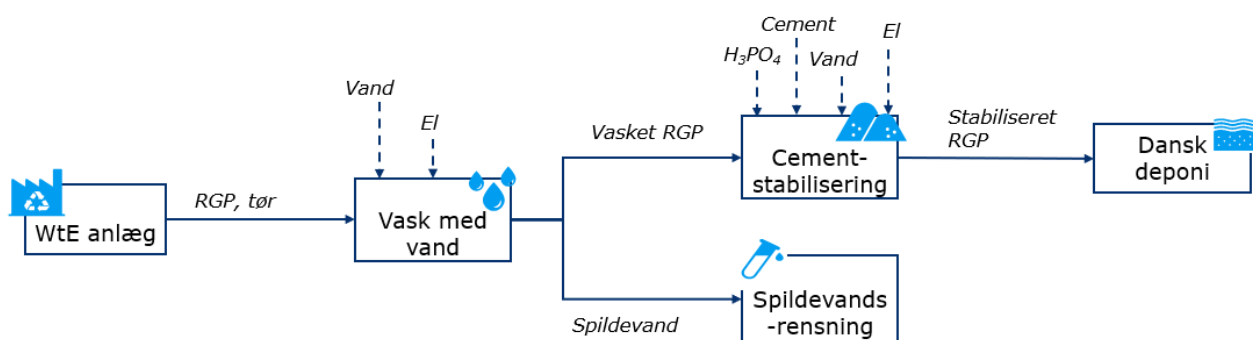 Cement
El
H₃PO₄
Vand
Vand
El
Vasket RGP
Stabiliseret
RGP
Cement-
stabilisering
Dansk
deponi
RGP, tør
WtE anlæg
Vask med
vand
Spildevand
Spildevands
-rensning